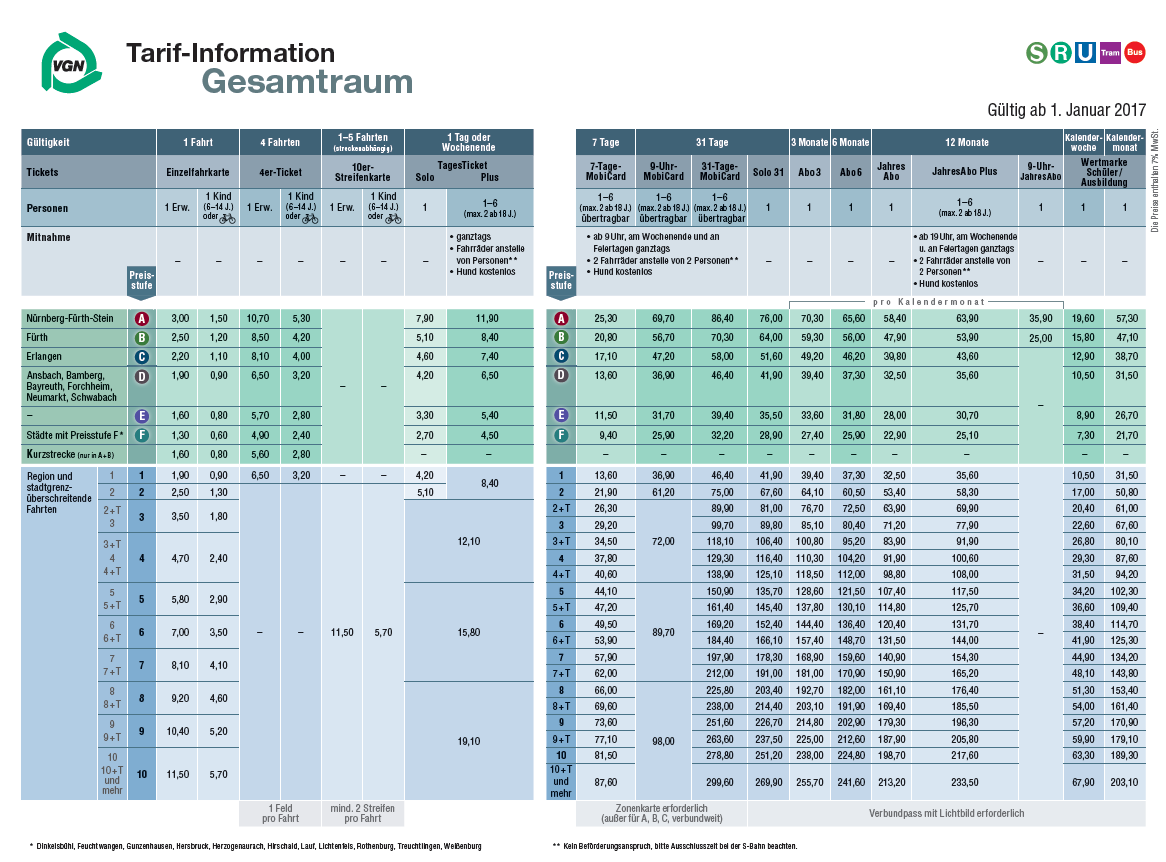 VGN
Tarif-Information
Gesamtraum
S R U Tram Bus
Gültig ab 1. Januar 2017
Die Preise enthalten 7% MwSt.
Gültigkeit 1 Fahrt 4 Fahrten 1–5 Fahrten (streckenabhängig) 1 Tag oder Wochenende
Tickets Einzelfahrkarte 4er-Ticket 10er-Streifenkarte TagesTicket Solo Plus
Personen 1 Erw. 1 Kind (6–14 J.) oder 1 Erw. 1 Kind (6–14 J.) oder 1 Erw. 1 Kind (6–14 J.) oder 1 1–6 (max. 2 ab 18 J.)
Mitnahme – – – – – – –
• ganztags
• Fahrräder anstelle von Personen**
• Hund kostenlos
Preis-stufe
Nürnberg-Fürth-Stein A 3,00 1,50 10,70 5,30 7,90 11,90
Fürth B 2,50 1,20 8,50 4,20 5,10 8,40
Erlangen C 2,20 1,10 8,10 4,00 4,60 7,40
Ansbach, Bamberg, Bayreuth, Forchheim, Neumarkt, Schwabach D 1,90 0,90 6,50 3,20 – – 4,20 6,50
– E 1,60 0,80 5,70 2,80 3,30 5,40
Städte mit Preisstufe F* F 1,30 0,60 4,90 2,40 2,70 4,50
Kurzstrecke (nur in A+B) 1,60 0,80 5,60 2,80 – –
Region und stadtgrenz-überschreitende Fahrten
1 1 1,90 0,90 6,50 3,20 – – 4,20 8,40
2 2 2,50 1,30 5,10
2+T 3 3 3,50 1,80
3+T 4 4+T 4 4,70 2,40 12,10
5 5+T 5 5,80 2,90
6 6+T 6 7,00 3,50 – – 11,50 5,70 15,80
7 7+T 7 8,10 4,10
8 8+T 8 9,20 4,60
9 9+T 9 10,40 5,20 19,10
10 10+T und mehr 10 11,50 5,70
1 Feld pro Fahrt
mind. 2 Streifen pro Fahrt
* Dinkelsbühl, Feuchtwangen, Gunzenhausen, Hersbruck, Herzogenaurach, Hirschaid, Lauf, Lichtenfels, Rothenburg, Treuchtlingen, Weißenburg
7 Tage 31 Tage 3 Monate 6 Monate 12 Monate Kalender-woche Kalender-monat
7-Tage-MobiCard 9-Uhr-MobiCard 31-Tage-MobiCard Solo 31 Abo 3 Abo 6 Jahres Abo JahresAbo Plus 9-Uhr-JahresAbo Wertmarke Schüler/Ausbildung
1–6 (max. 2 ab 18 J.) übertragbar 1–6 (max. 2 ab 18 J.) übertragbar 1–6 (max. 2 ab 18 J.) übertragbar 1 1 1 1 1–6 (max. 2 ab 18 J.) 1 1 1
• ab 9 Uhr, am Wochenende und an Feiertagen ganztags
• 2 Fahrräder anstelle von 2 Personen**
• Hund kostenlos
– – – –
• ab 19 Uhr, am Wochenende u. an Feiertagen ganztags
• 2 Fahrräder anstelle von 2 Personen**
• Hund kostenlos
– – –
Preis-stufe
pro Kalendermonat
A 25,30 69,70 86,40 76,00 70,30 65,60 58,40 63,90 35,90 19,60 57,30
B 20,80 56,70 70,30 64,00 59,30 56,00 47,90 53,90 25,00 15,80 47,10
C 17,10 47,20 58,00 51,60 49,20 46,20 39,80 43,60 12,90 38,70
D 13,60 36,90 46,40 41,90 39,40 37,30 32,50 35,60 10,50 31,50
–
E 11,50 31,70 39,40 35,50 33,60 31,80 28,00 30,70 8,90 26,70
F 9,40 25,90 32,20 28,90 27,40 25,90 22,90 25,10 7,30 21,70
– – – – – – – – – –
1 13,60 36,90 46,40 41,90 39,40 37,30 32,50 35,60 10,50 31,50
2 21,90 61,20 75,00 67,60 64,10 60,50 53,40 58,30 17,00 50,80
2+T 26,30 89,90 81,00 76,70 72,50 63,90 69,90 20,40 61,00
3 29,20 99,70 89,80 85,10 80,40 71,20 77,90 22,60 67,60
3+T 34,50 72,00 118,10 106,40 100,80 95,20 83,90 91,90 26,80 80,10
4 37,80 129,30 116,40 110,30 104,20 91,90 100,60 29,30 87,60
4+T 40,60 138,90 125,10 118,50 112,00 98,80 108,00 31,50 94,20
5 44,10 150,90 135,70 128,60 121,50 107,40 117,50 34,20 102,30
5+T 47,20 161,40 145,40 137,80 130,10 114,80 125,70 36,60 109,40
6 49,50 89,70 169,20 152,40 144,40 136,40 120,40 131,70 – 38,40 114,70
6+T 53,90 184,40 166,10 157,40 148,70 131,50 144,00 41,90 125,30
7 57,90 197,90 178,30 168,90 159,60 140,90 154,30 44,90 134,20
7+T 62,00 212,00 191,00 181,00 170,90 150,90 165,20 48,10 143,80
8 66,00 225,80 203,40 192,70 182,00 161,10 176,40 51,30 153,40
8+T 69,60 238,00 214,40 203,10 191,90 169,40 185,50 54,00 161,40
9 73,60 251,60 226,70 214,80 202,90 179,30 196,30 57,20 170,90
9+T 77,10 98,00 263,60 237,50 225,00 212,60 187,90 205,80 59,90 179,10
10 81,50 278,80 251,20 238,00 224,80 198,70 217,60 63,30 189,30
10+T und mehr 87,60 299,60 269,90 255,70 241,60 213,20 233,50 67,90 203,10
Zonenkarte erforderlich (außer für A, B, C, verbundweit)
Verbundpass mit Lichtbild erforderlich
** Kein Beförderungsanspruch, bitte Ausschlusszeit bei der S-Bahn beachten.